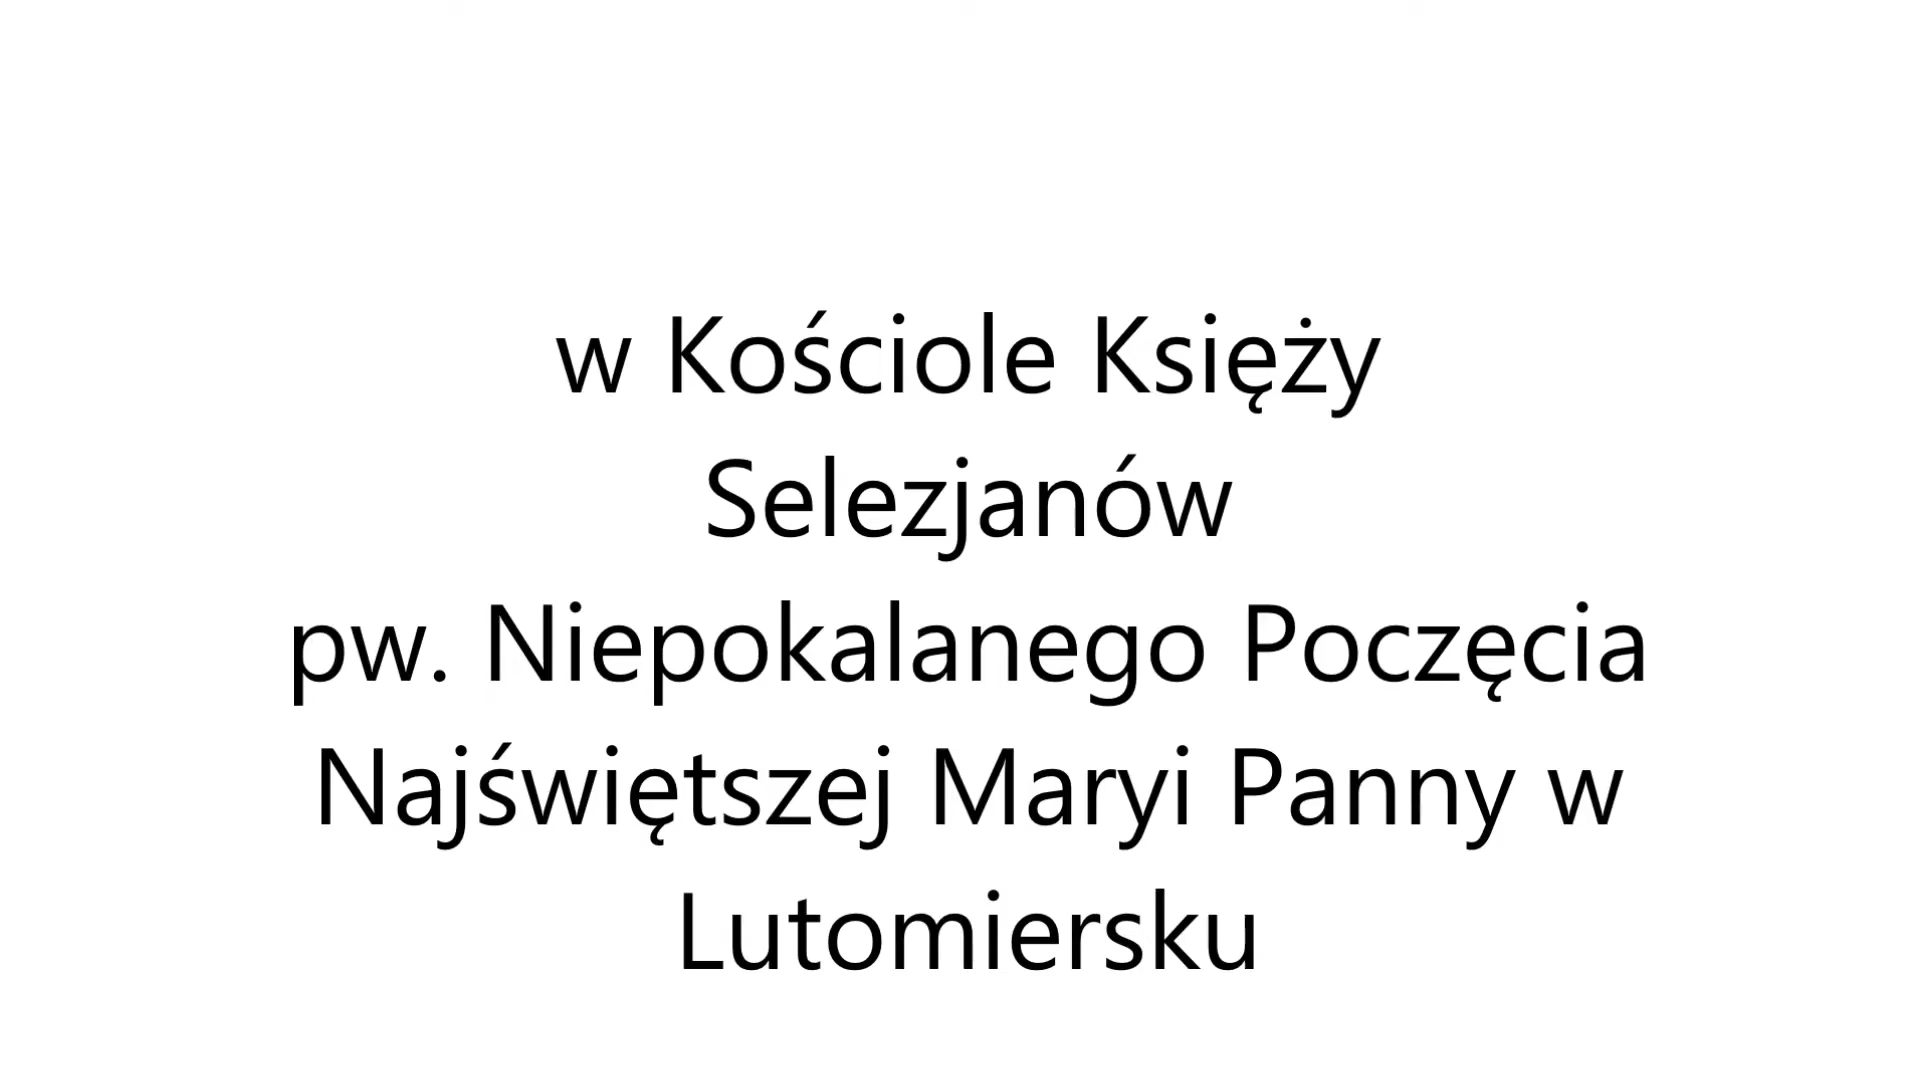 w Kościole Księży
Selezjanów
pw. Niepokalanego Poczęcia
Najświętszej Maryi Panny w
Lutomiersku